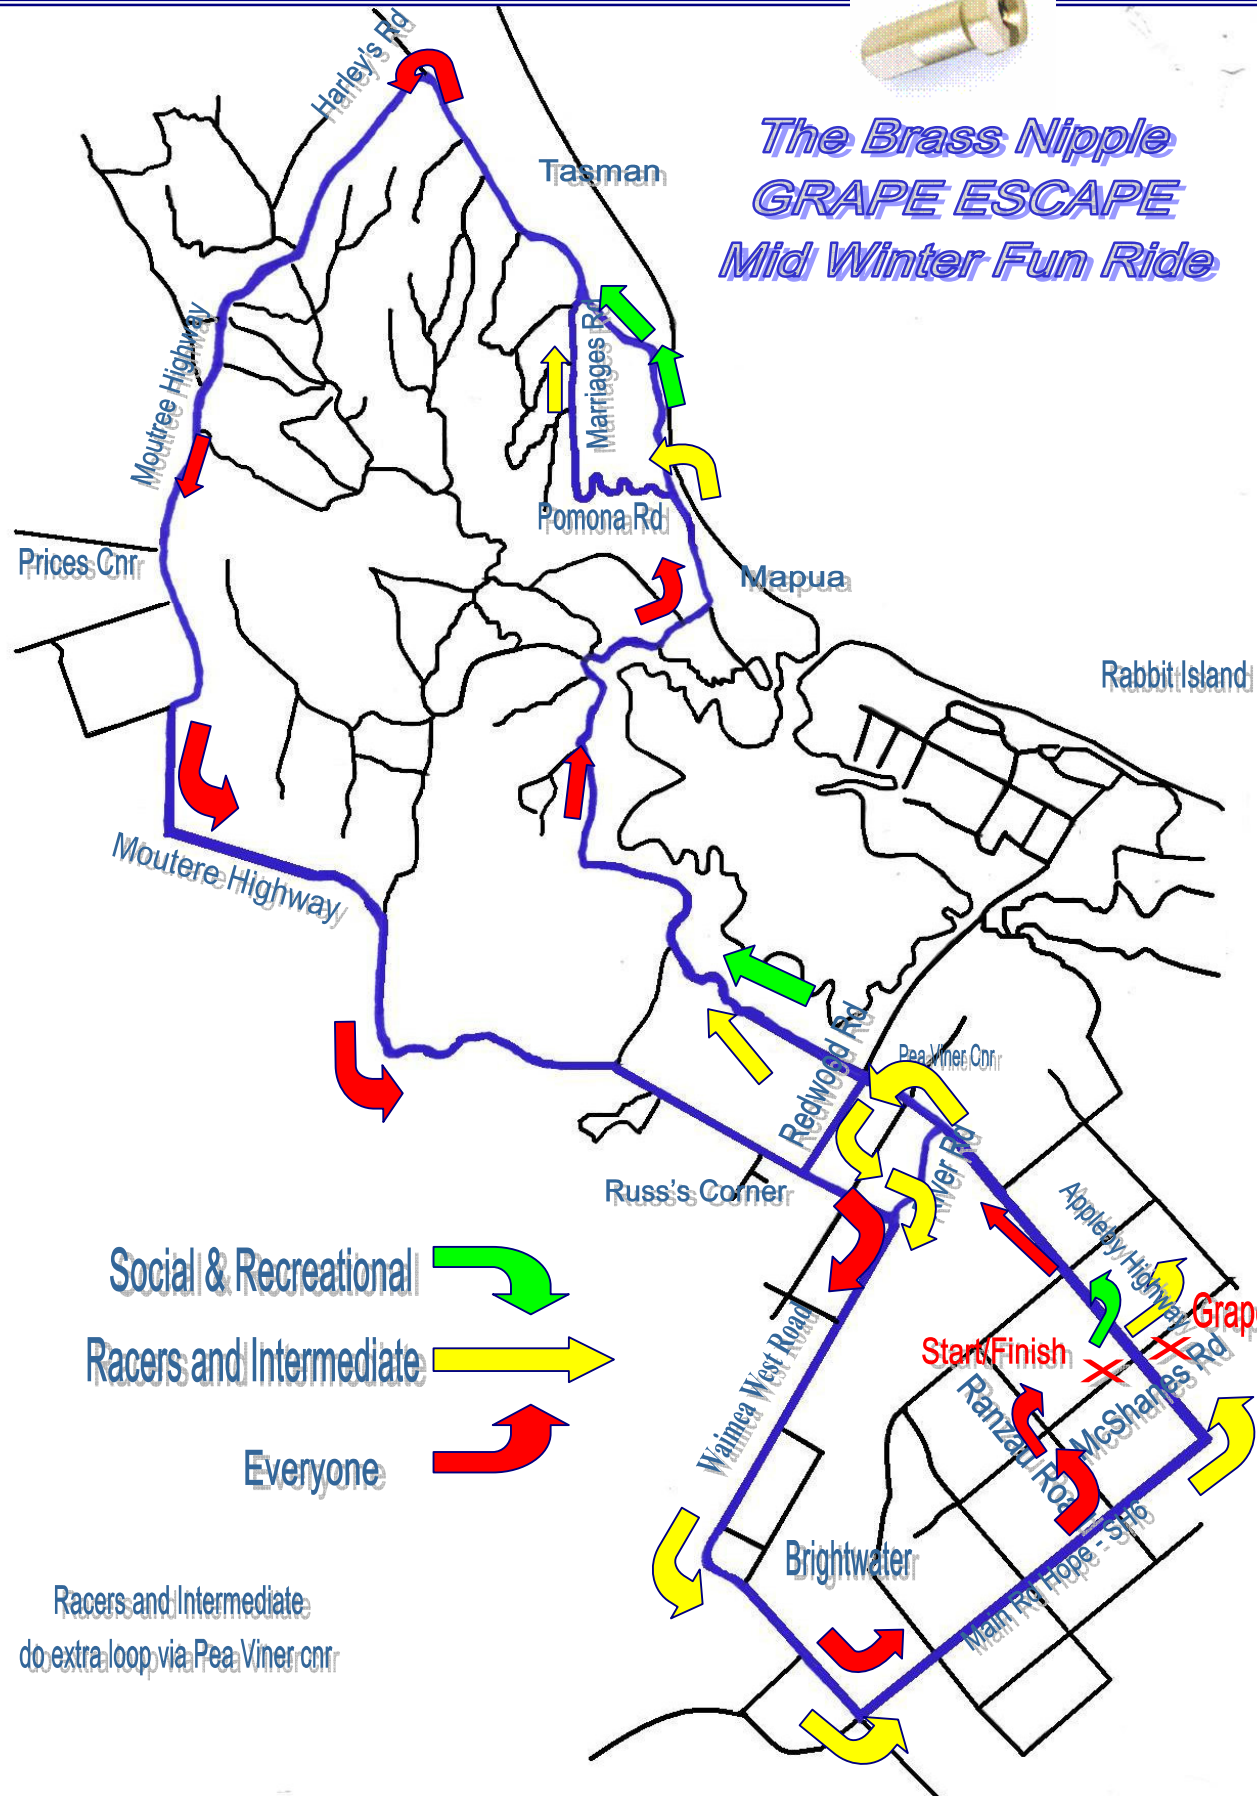 Harley's Rd
The Brass Nipple
GRAPE ESCAPE
Mid Winter Fun Ride
Tasman
Moutree Highway
Marriages Rd
Pomona Rd
Prices Cnr
Mapua
Rabbit Island
Moutere Highway
Redwood Rd
Pea Viner Cnr
River Rd
Russ's Corner
Appleby Highway
Social & Recreational
Grape
Start/Finish
Racers and Intermediate
McShanes Rd
Waimea West Road
Ranzau Road
Everyone
Brightwater
Main Rd Hope - SH6
Racers and Intermediate
do extra loop via Pea Viner cnr